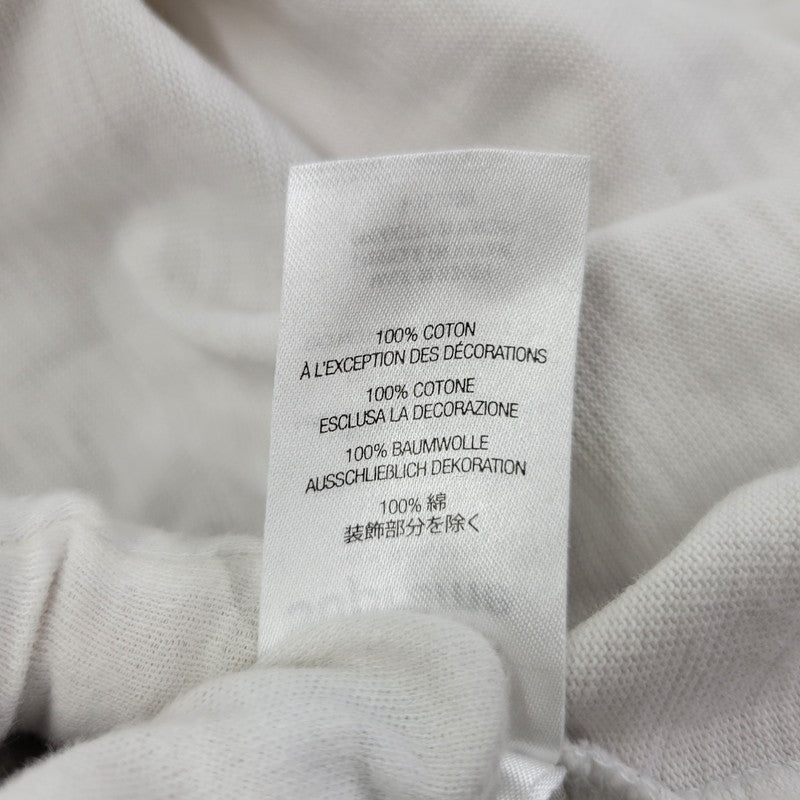 100% COTON
À L'EXCEPTION DES DÉCORATIONS
100% COTONE
ESCLUSA LA DECORAZIONE
100% BAUMWOLLE
AUSSCHLIEßLICH DEKORATION
100% 綿
装飾部分を除く